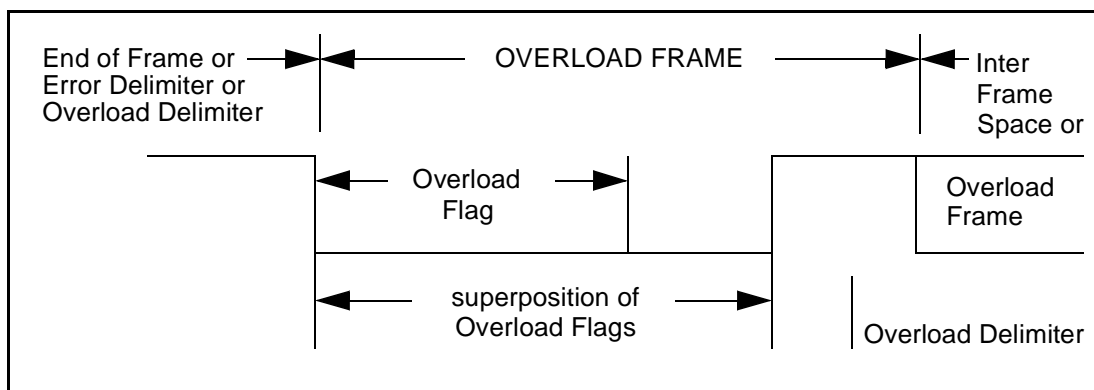 End of Frame or
Error Delimiter or
Overload Delimiter
OVERLOAD FRAME
Inter
Frame
Space or
Overload
Frame
Overload
Flag
superposition of
Overload Flags
Overload Delimiter